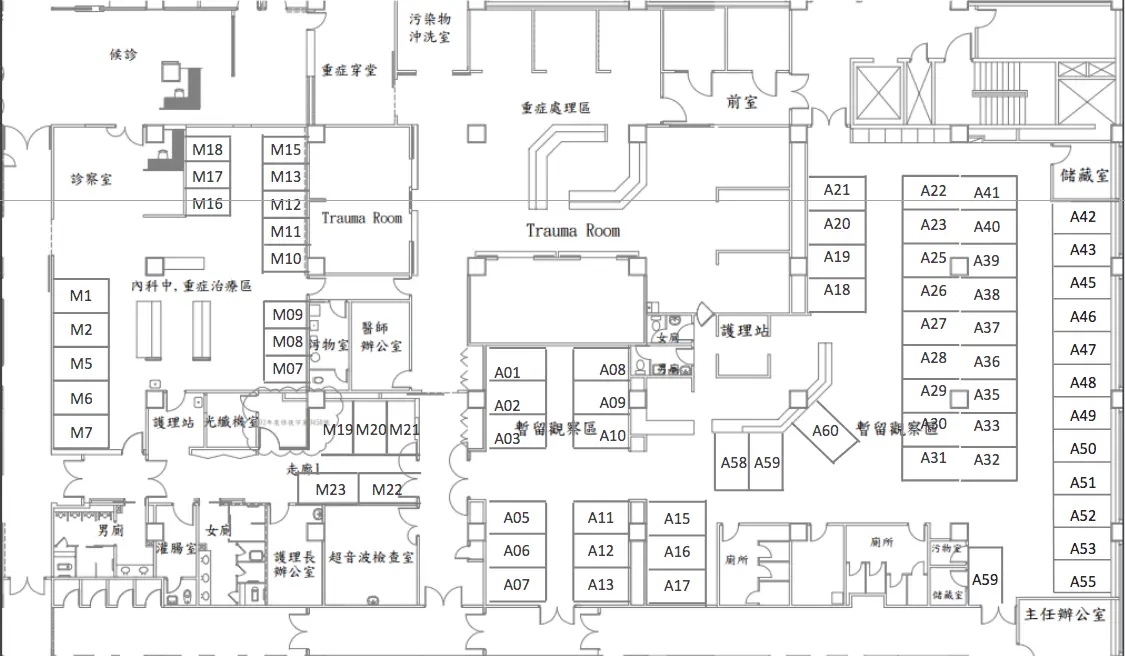 候診
重症穿堂
污染物
沖洗室
重症處理區
前室
診察室
M18
M17
M16
M15
M13
M12
M11
M10
Trauma Room
Trauma Room
內科中,重症治療區
M1
M2
M5
M6
M7
M09
M08
M07
污物室
醫師
辦公室
護理站
光纖機室
M19
M20
M21
走廊1
M23
M22
男廁
灌腸室
女廁
護理長
辦公室
超音波檢查室
A01
A02
A03
A08
A09
A10
暫留觀察區
女廁
男廁
護理站
A05
A06
A07
A11
A12
A13
A15
A16
A17
A21
A20
A19
A18
A58
A59
A60
暫留觀察區
A22
A23
A25
A26
A27
A28
A29
A30
A31
A41
A40
A39
A38
A37
A36
A35
A33
A32
儲藏室
A42
A43
A45
A46
A47
A48
A49
A50
A51
A52
A53
A55
廁所
廁所
污物室
儲藏室
A59
主任辦公室